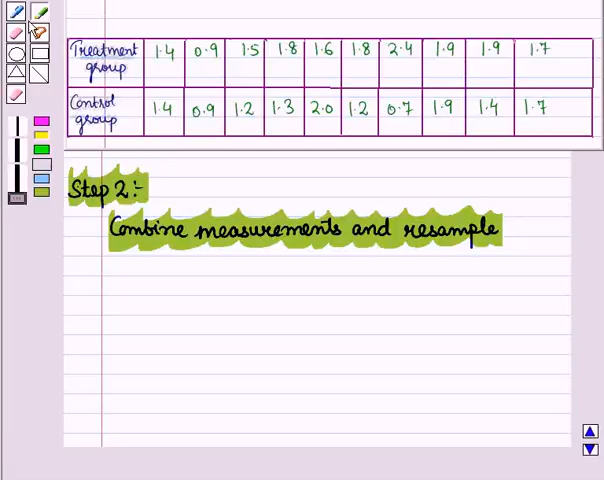 Treatment group 1.4 0.9 1.5 1.8 1.6 1.8 2.4 1.9 1.9 1.7
Control group 1.4 0.9 1.2 1.3 2.0 1.2 0.7 1.9 1.4 1.7
Step 2:-
Combine measurements and resample